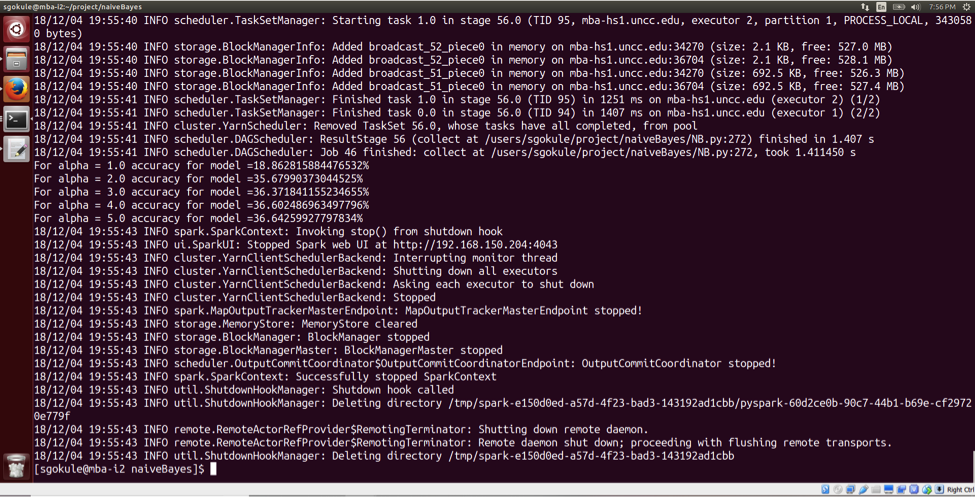 sgokule@mba-i2:~/project/naiveBayes
En
7:56 PM
18/12/04 19:55:40 INFO scheduler.TaskSetManager: Starting task 1.0 in stage 56.0 (TID 95, mba-hs1.uncc.edu, executor 2, partition 1, PROCESS_LOCAL, 343058
0 bytes)
18/12/04 19:55:40 INFO storage.BlockManagerInfo: Added broadcast_52_piece0 in memory on mba-hs1.uncc.edu:34270 (size: 2.1 KB, free: 527.0 MB)
18/12/04 19:55:40 INFO storage.BlockManagerInfo: Added broadcast_52_piece0 in memory on mba-hs1.uncc.edu:36704 (size: 2.1 KB, free: 528.1 MB)
18/12/04 19:55:40 INFO storage.BlockManagerInfo: Added broadcast_51_piece0 in memory on mba-hs1.uncc.edu:34270 (size: 692.5 KB, free: 526.3 MB)
18/12/04 19:55:40 INFO storage.BlockManagerInfo: Added broadcast_51_piece0 in memory on mba-hs1.uncc.edu:36704 (size: 692.5 KB, free: 527.4 MB)
18/12/04 19:55:41 INFO scheduler.TaskSetManager: Finished task 1.0 in stage 56.0 (TID 95) in 1251 ms on mba-hs1.uncc.edu (executor 2) (1/2)
18/12/04 19:55:41 INFO scheduler.TaskSetManager: Finished task 0.0 in stage 56.0 (TID 94) in 1407 ms on mba-hs1.uncc.edu (executor 1) (2/2)
18/12/04 19:55:41 INFO cluster.YarnScheduler: Removed TaskSet 56.0, whose tasks have all completed, from pool
18/12/04 19:55:41 INFO scheduler.DAGScheduler: ResultStage 56 (collect at /users/sgokule/project/naiveBayes/NB.py:272) finished in 1.407 s
18/12/04 19:55:41 INFO scheduler.DAGScheduler: Job 46 finished: collect at /users/sgokule/project/naiveBayes/NB.py:272, took 1.411450 s
For alpha = 1.0 accuracy for model =18.862815884476532%
For alpha = 2.0 accuracy for model =35.67990373044525%
For alpha = 3.0 accuracy for model =36.371841155234655%
For alpha = 4.0 accuracy for model =36.602486963497796%
For alpha = 5.0 accuracy for model =36.64259927797834%
18/12/04 19:55:43 INFO spark.SparkContext: Invoking stop() from shutdown hook
18/12/04 19:55:43 INFO ui.SparkUI: Stopped Spark web UI at http://192.168.150.204:4043
18/12/04 19:55:43 INFO cluster.YarnClientSchedulerBackend: Interrupting monitor thread
18/12/04 19:55:43 INFO cluster.YarnClientSchedulerBackend: Shutting down all executors
18/12/04 19:55:43 INFO cluster.YarnClientSchedulerBackend: Asking each executor to shut down
18/12/04 19:55:43 INFO cluster.YarnClientSchedulerBackend: Stopped
18/12/04 19:55:43 INFO spark.MapOutputTrackerMasterEndpoint: MapOutputTrackerMasterEndpoint stopped!
18/12/04 19:55:43 INFO storage.MemoryStore: MemoryStore cleared
18/12/04 19:55:43 INFO storage.BlockManager: BlockManager stopped
18/12/04 19:55:43 INFO storage.BlockManagerMaster: BlockManagerMaster stopped
18/12/04 19:55:43 INFO scheduler.OutputCommitCoordinator$OutputCommitCoordinatorEndpoint: OutputCommitCoordinator stopped!
18/12/04 19:55:43 INFO spark.SparkContext: Successfully stopped SparkContext
18/12/04 19:55:43 INFO util.ShutdownHookManager: Shutdown hook called
18/12/04 19:55:43 INFO util.ShutdownHookManager: Deleting directory /tmp/spark-e150d0ed-a57d-4f23-bad3-143192ad1cbb/pyspark-60d2ce0b-90c7-44b1-b69e-cf2972
0e779f
18/12/04 19:55:43 INFO remote.RemoteActorRefProvider$RemotingTerminator: Shutting down remote daemon.
18/12/04 19:55:43 INFO remote.RemoteActorRefProvider$RemotingTerminator: Remote daemon shut down; proceeding with flushing remote transports.
18/12/04 19:55:43 INFO util.ShutdownHookManager: Deleting directory /tmp/spark-e150d0ed-a57d-4f23-bad3-143192ad1cbb
[sgokule@mba-i2 naiveBayes]$
Right Ctrl